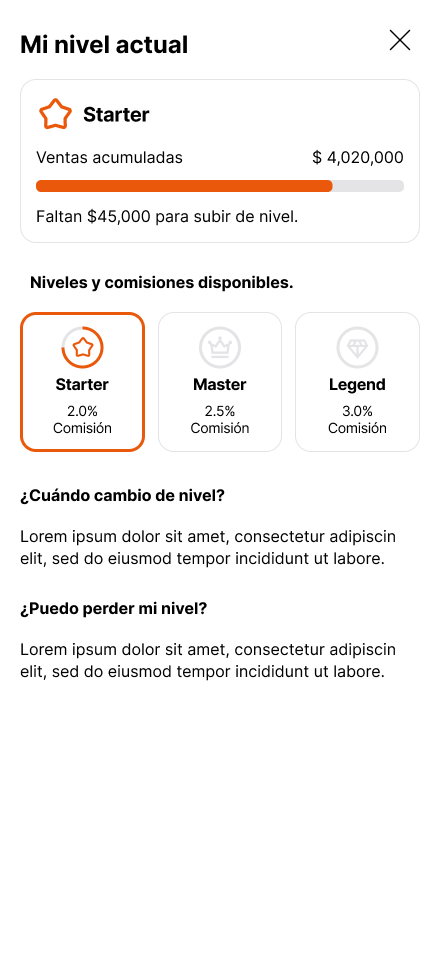 Mi nivel actual
Starter
Ventas acumuladas $ 4,020,000
Faltan $45,000 para subir de nivel.
Niveles y comisiones disponibles.
Starter
2.0%
Comisión
Master
2.5%
Comisión
Legend
3.0%
Comisión
¿Cuándo cambio de nivel?
Lorem ipsum dolor sit amet, consectetur adipiscin
elit, sed do eiusmod tempor incididunt ut labore.
¿Puedo perder mi nivel?
Lorem ipsum dolor sit amet, consectetur adipiscin
elit, sed do eiusmod tempor incididunt ut labore.